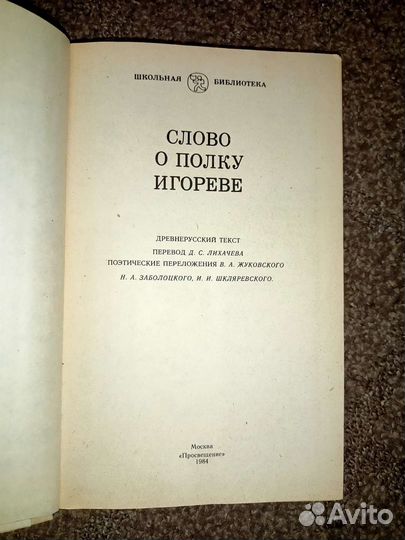 ШКОЛЬНАЯ БИБЛИОТЕКА
СЛОВО
О ПОЛКУ
ИГОРЕВЕ
ДРЕВНЕРУССКИЙ ТЕКСТ
ПЕРЕВОД Д. С. ЛИХАЧЕВА
ПОЭТИЧЕСКИЕ ПЕРЕЛОЖЕНИЯ В. А. ЖУКОВСКОГО
Н. А. ЗАБОЛОЦКОГО, И. И. ШКЛЯРЕВСКОГО.
Москва
«Просвещение»
1984
Avito